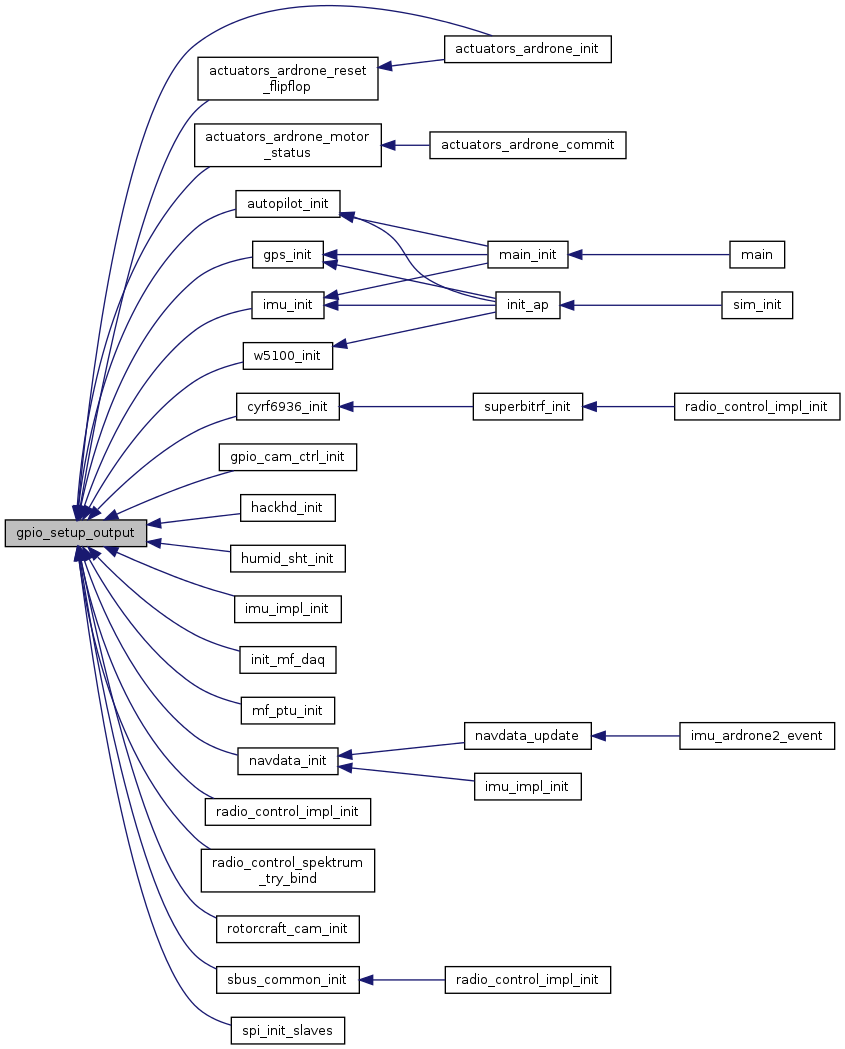 actuators_ardrone_init
actuators_ardrone_reset
_flipflop
actuators_ardrone_motor
_status
actuators_ardrone_commit
autopilot_init
gps_init
main_init
main
imu_init
init_ap
sim_init
w5100_init
cyrf6936_init
superbitrf_init
radio_control_impl_init
gpio_cam_ctrl_init
hackhd_init
gpio_setup_output
humid_sht_init
imu_impl_init
init_mf_daq
mf_ptu_init
navdata_update
imu_ardrone2_event
navdata_init
imu_impl_init
radio_control_impl_init
radio_control_spektrum
_try_bind
rotorcraft_cam_init
sbus_common_init
radio_control_impl_init
spi_init_slaves